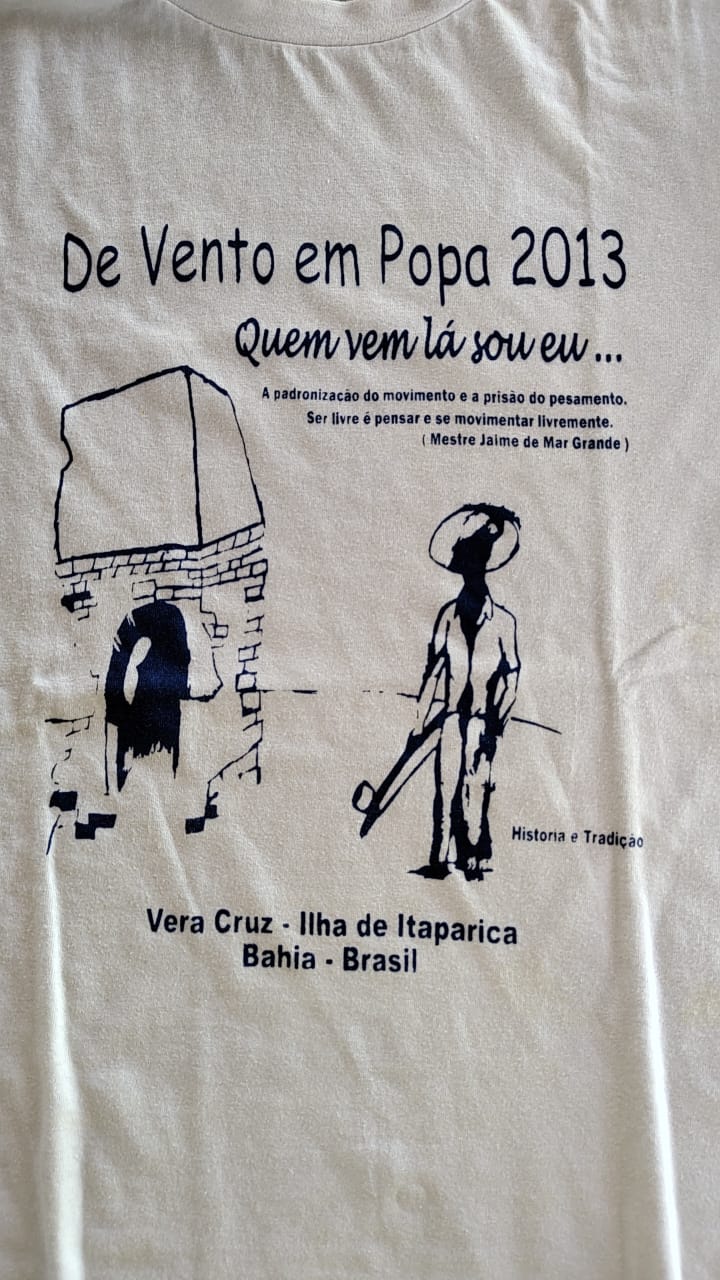 De Vento em Popa 2013
Quem vem lá sou eu...
A padronizacão do movimento e a prisão do pesamento.
Ser livre é pensar e se movimentar livremente.
( Mestre Jaime de Mar Grande )
Historia e Tradição
Vera Cruz - Ilha de Itaparica
Bahia - Brasil